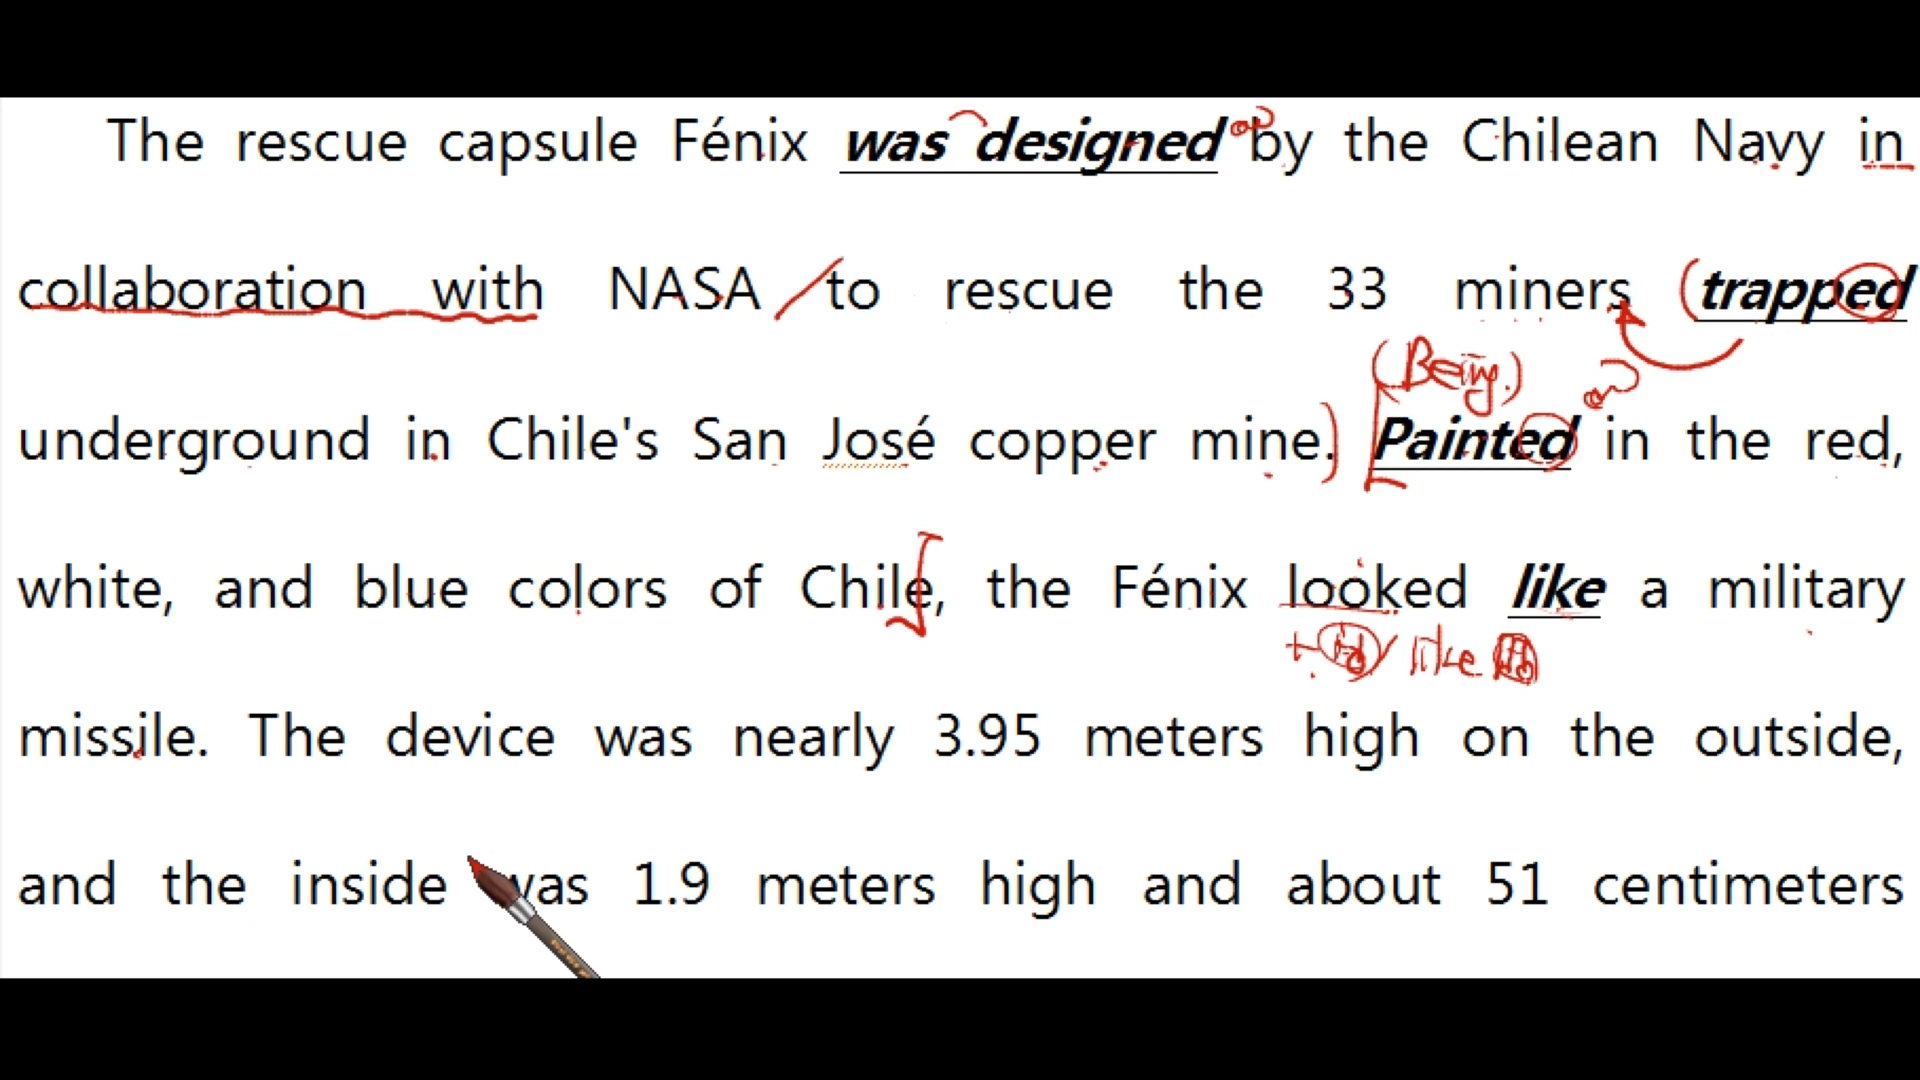 The rescue capsule Fénix was designed by the Chilean Navy in
collaboration with NASA to rescue the 33 miners trapped
(Being)
underground in Chile's San José copper mine. Painted in the red,
white, and blue colors of Chile, the Fénix looked like a military
like
missile. The device was nearly 3.95 meters high on the outside,
and the inside was 1.9 meters high and about 51 centimeters